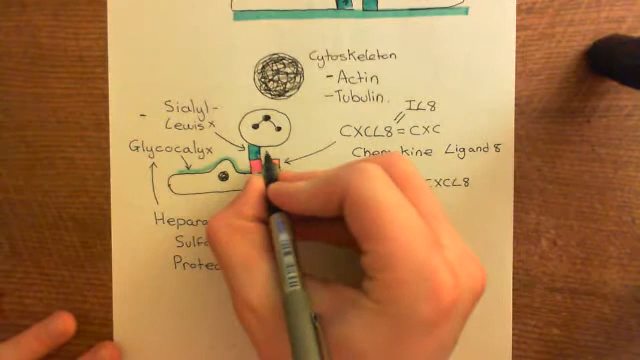 Cytoskeleton
- Actin
- Tubulin.
IL8
- Sialyl-
Lewis x
CXCL8 = CXC
Chemokine Ligand 8
Glycocalyx
CXCL8